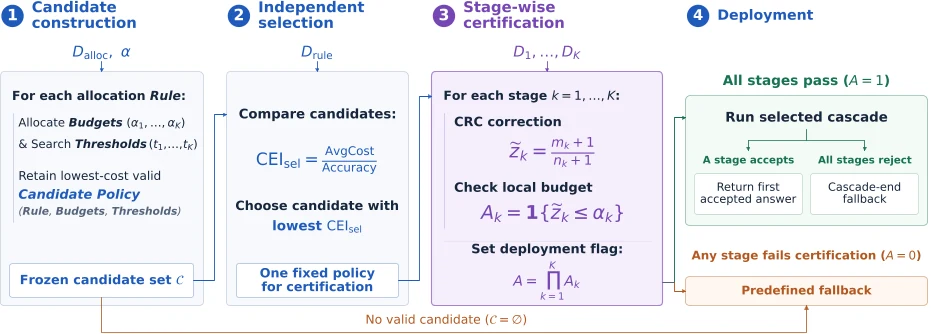 1 Candidate
construction
D_alloc, α
For each allocation Rule:
Allocate Budgets (α₁,…,α_K)
& Search Thresholds (t₁,…,t_K)
Retain lowest-cost valid
Candidate Policy
(Rule, Budgets, Thresholds)
Frozen candidate set 𝒞
2 Independent
selection
D_rule
Compare candidates:
CEI_sel = AvgCost / Accuracy
Choose candidate with
lowest CEI_sel
One fixed policy
for certification
3 Stage-wise
certification
D₁,…,D_K
For each stage k = 1,…,K:
CRC correction
z̃_k = (m_k + 1) / (n_k + 1)
Check local budget
A_k = 𝟏{z̃_k ≤ α_k}
Set deployment flag:
A = ∏_{k=1}^{K} A_k
4 Deployment
All stages pass (A = 1)
Run selected cascade
A stage accepts
Return first
accepted answer
All stages reject
Cascade-end
fallback
Any stage fails certification (A = 0)
Predefined fallback
No valid candidate (𝒞 = ∅)